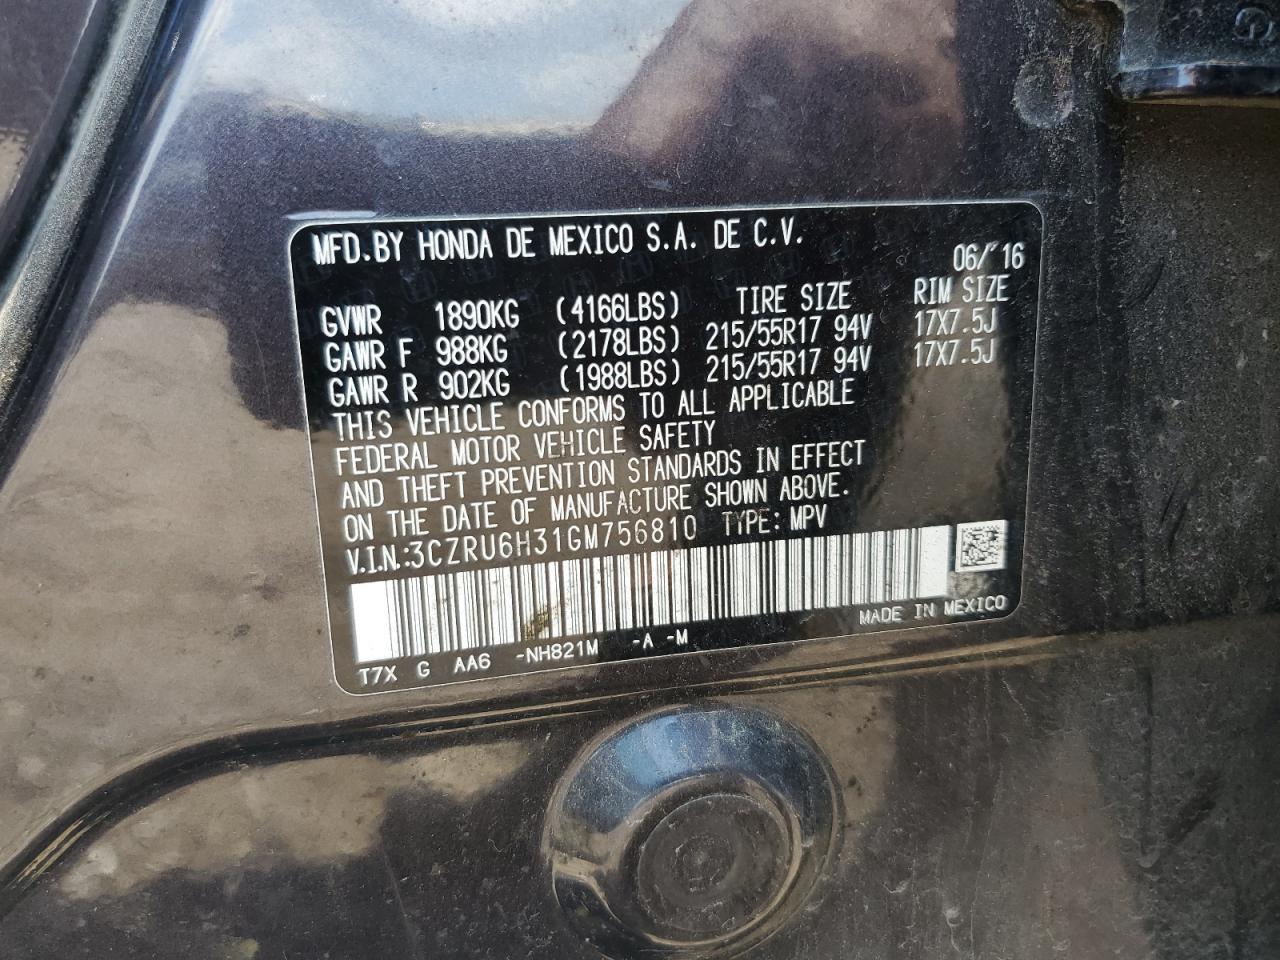 MFD.BY HONDA DE MEXICO S.A. DE C.V.
06/"16
GVWR 1890KG (4166LBS) TIRE SIZE RIM SIZE
GAWR F 988KG (2178LBS) 215/55R17 94V 17X7.5J
GAWR R 902KG (1988LBS) 215/55R17 94V 17X7.5J
THIS VEHICLE CONFORMS TO ALL APPLICABLE
FEDERAL MOTOR VEHICLE SAFETY
AND THEFT PREVENTION STANDARDS IN EFFECT
ON THE DATE OF MANUFACTURE SHOWN ABOVE.
V.I.N.:3CZRU6H31GM756810 TYPE: MPV
MADE IN MEXICO
T7X G AA6 -NH821M -A -M